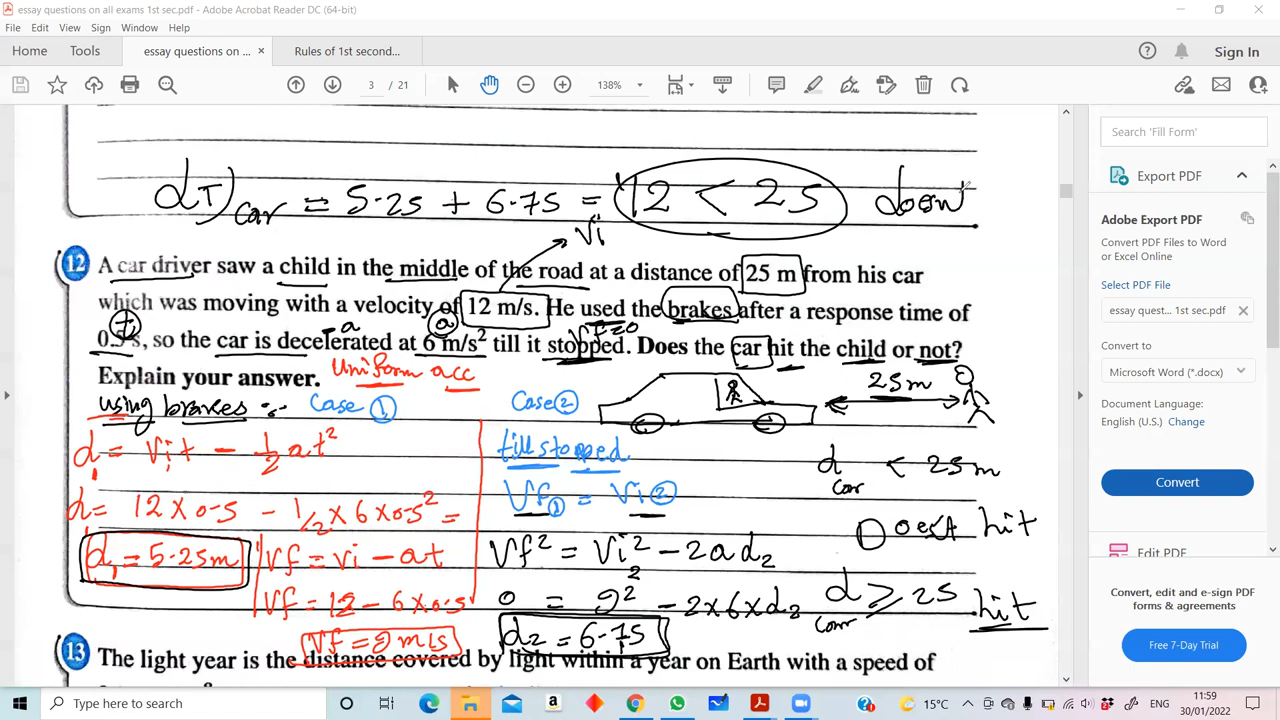 essay questions on all exams 1st sec.pdf - Adobe Acrobat Reader DC (64-bit)
File Edit View Sign Window Help
Home Tools essay questions on ... × Rules of 1st second... Sign In
3 / 21 138%
dT)car = 5.25 + 6.75 = 12 < 25 doesn'
Vi
12 A car driver saw a child in the middle of the road at a distance of 25 m from his car
which was moving with a velocity of 12 m/s. He used the brakes after a response time of
t -a a Vf=0
0.5 s, so the car is decelerated at 6 m/s² till it stopped. Does the car hit the child or not?
Explain your answer. Uniform acc
25m
using brakes :- Case ① Case②
d1 = Vit - 1/2 at² till stopped
d car < 25m
d = 12 x 0.5 - 1/2 x 6 x 0.5² = Vf① = Vi②
hit
d1 = 5.25m Vf = Vi - at Vf² = Vi² - 2ad2
Vf = 12 - 6 x 0.5 0 = 9² - 2x6xd2 d ≥ 25 hit
Vf = 9 m/s d2 = 6.75
13 The light year is the distance covered by light within a year on Earth with a speed of
Search 'Fill Form'
Export PDF
Adobe Export PDF
Convert PDF Files to Word
or Excel Online
Select PDF File
essay quest... 1st sec.pdf ×
Convert to
Microsoft Word (*.docx)
Document Language:
English (U.S.) Change
Convert
Edit PDF
Convert, edit and e-sign PDF
forms & agreements
Free 7-Day Trial
Type here to search
15°C ENG 11:59
30/01/2022